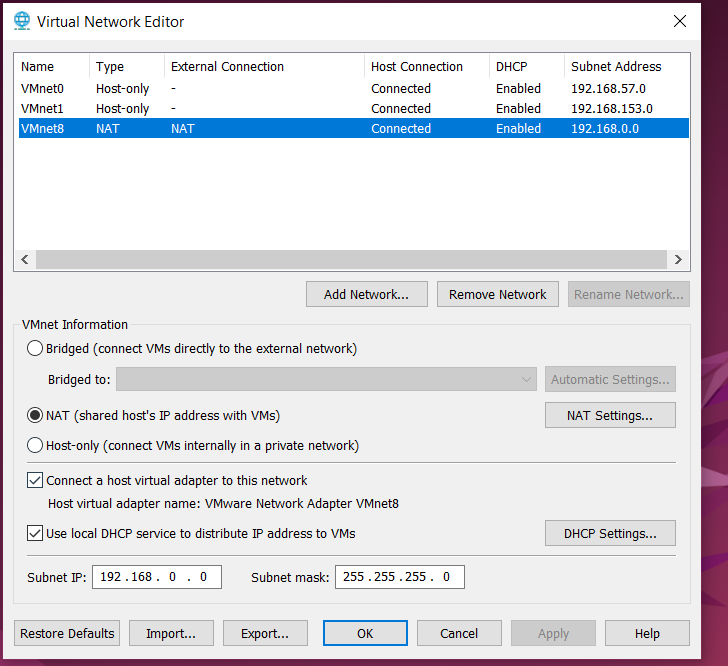 Virtual Network Editor
Name Type External Connection Host Connection DHCP Subnet Address
VMnet0 Host-only - Connected Enabled 192.168.57.0
VMnet1 Host-only - Connected Enabled 192.168.153.0
VMnet8 NAT NAT Connected Enabled 192.168.0.0
Add Network... Remove Network Rename Network...
VMnet Information
Bridged (connect VMs directly to the external network)
Bridged to: Automatic Settings...
NAT (shared host's IP address with VMs) NAT Settings...
Host-only (connect VMs internally in a private network)
Connect a host virtual adapter to this network
Host virtual adapter name: VMware Network Adapter VMnet8
Use local DHCP service to distribute IP address to VMs DHCP Settings...
Subnet IP: 192 . 168 . 0 . 0 Subnet mask: 255 . 255 . 255 . 0
Restore Defaults Import... Export... OK Cancel Apply Help